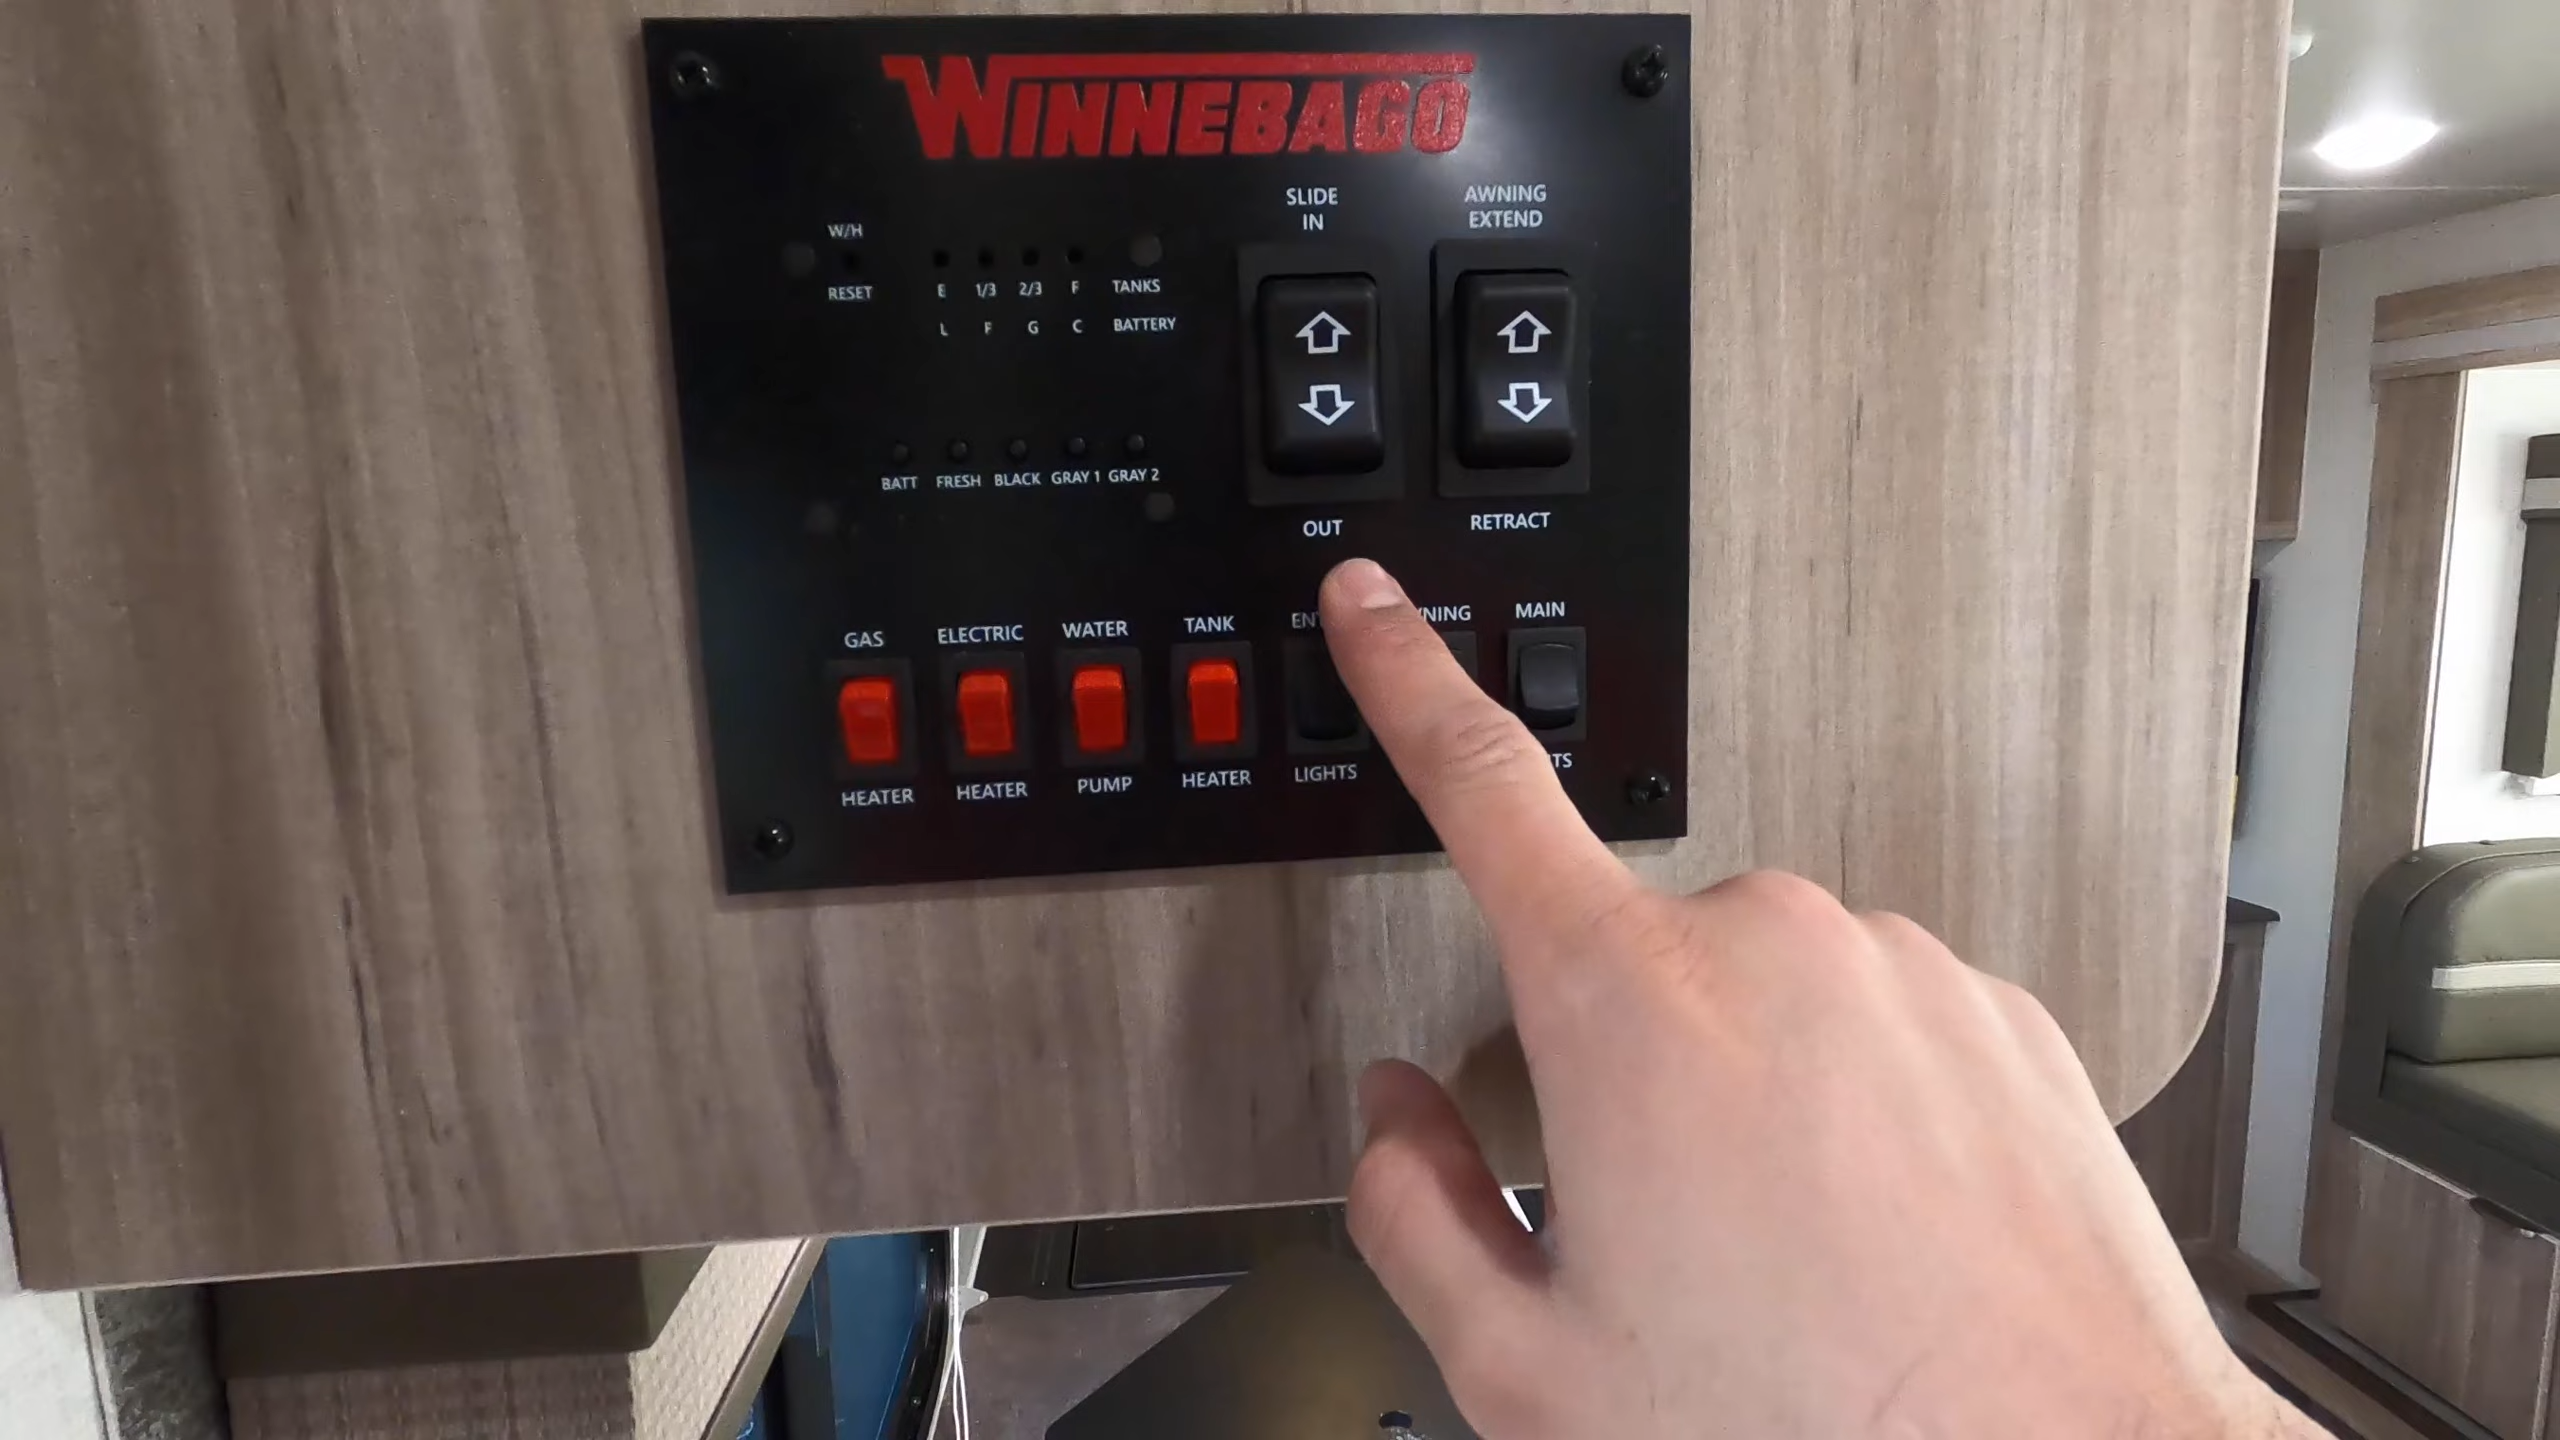 WINNEBAGO
SLIDE
IN
AWNING
EXTEND
W/H
RESET
E 1/3 2/3 F TANKS
L F G C BATTERY
BATT FRESH BLACK GRAY 1 GRAY 2
OUT
RETRACT
GAS ELECTRIC WATER TANK MAIN
HEATER HEATER PUMP HEATER LIGHTS